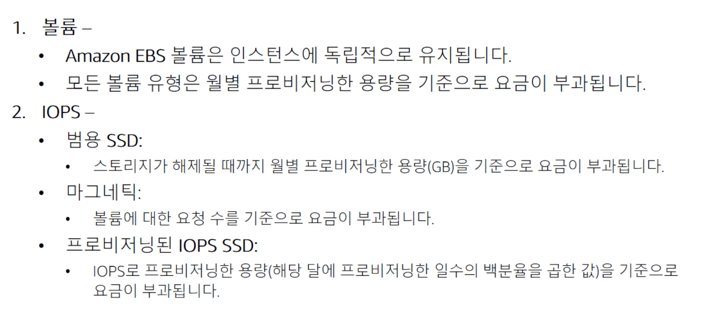 1. 볼륨 –
• Amazon EBS 볼륨은 인스턴스에 독립적으로 유지됩니다.
• 모든 볼륨 유형은 월별 프로비저닝한 용량을 기준으로 요금이 부과됩니다.
2. IOPS –
• 범용 SSD:
• 스토리지가 해제될 때까지 월별 프로비저닝한 용량(GB)을 기준으로 요금이 부과됩니다.
• 마그네틱:
• 볼륨에 대한 요청 수를 기준으로 요금이 부과됩니다.
• 프로비저닝된 IOPS SSD:
• IOPS로 프로비저닝한 용량(해당 달에 프로비저닝한 일수의 백분율을 곱한 값)을 기준으로
요금이 부과됩니다.